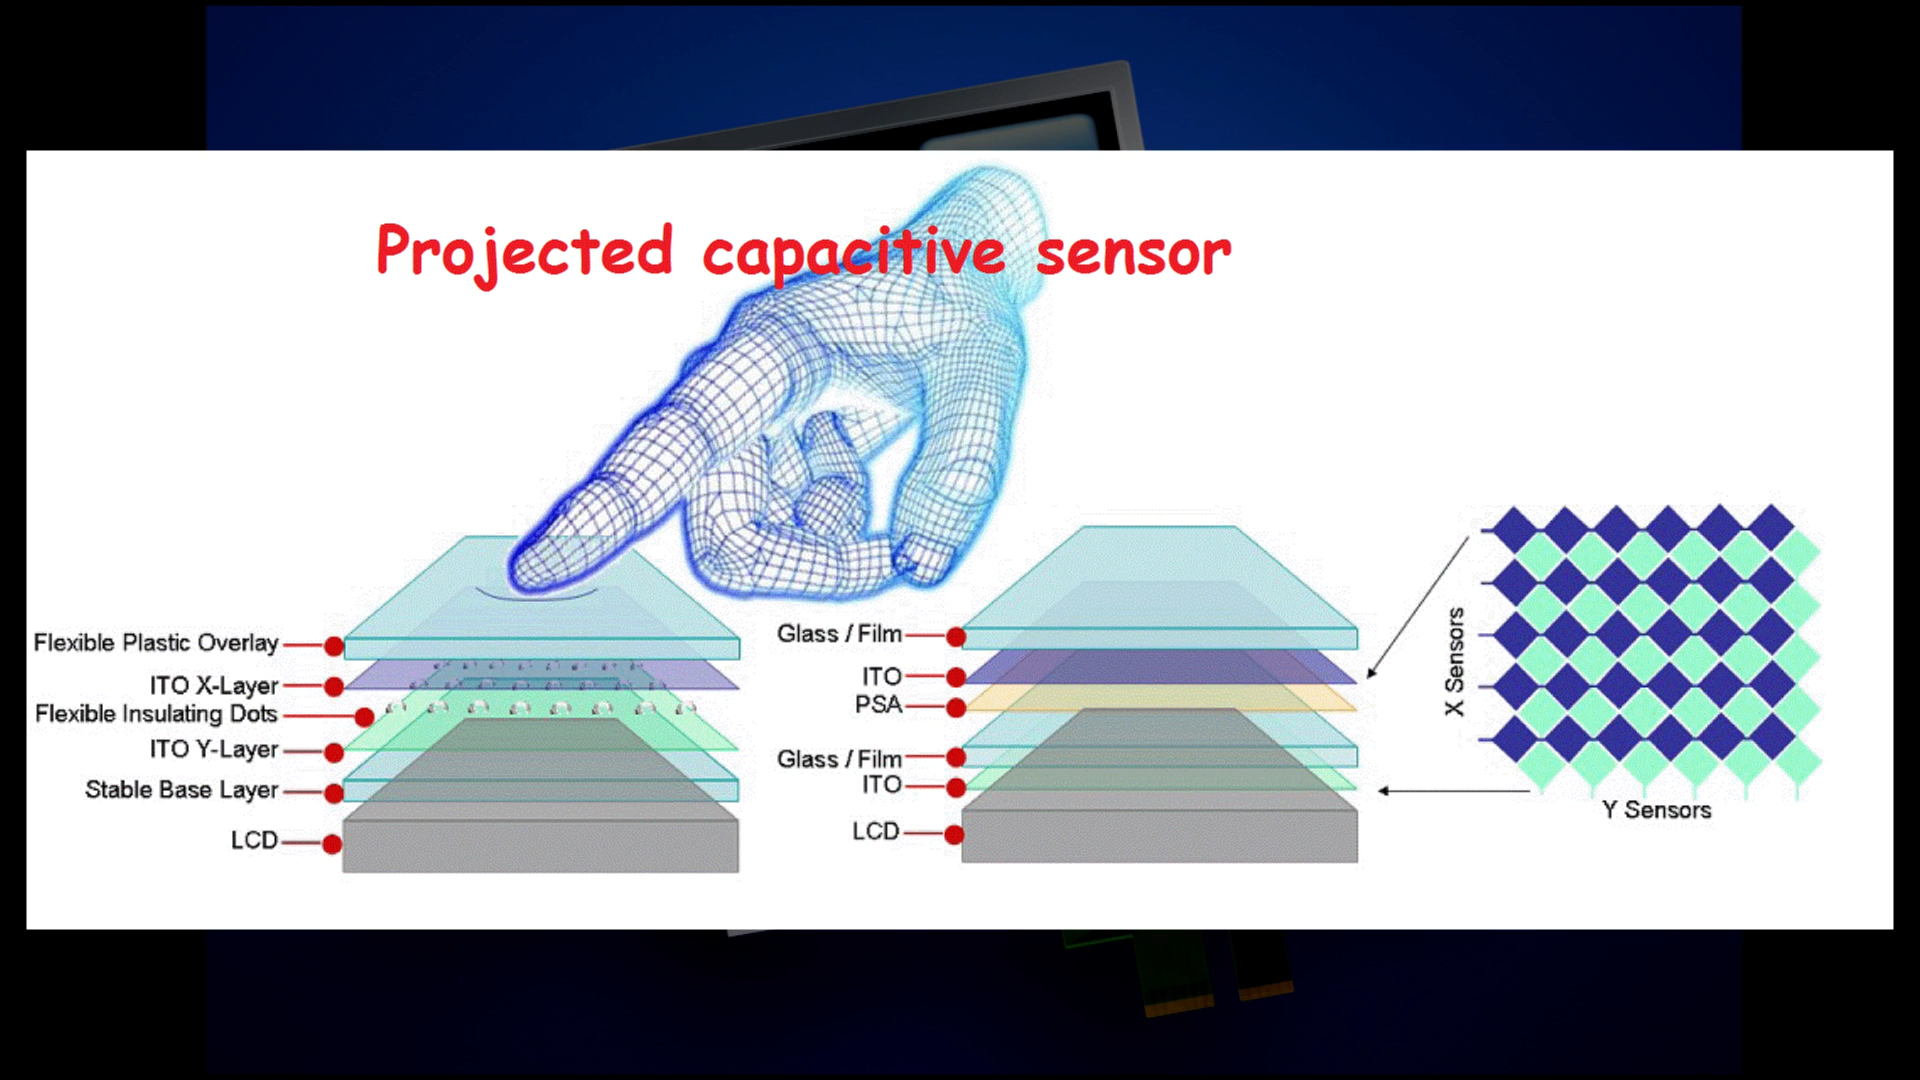 Projected capacitive sensor
Flexible Plastic Overlay
ITO X-Layer
Flexible Insulating Dots
ITO Y-Layer
Stable Base Layer
LCD
Glass / Film
ITO
PSA
Glass / Film
ITO
LCD
X Sensors
Y Sensors